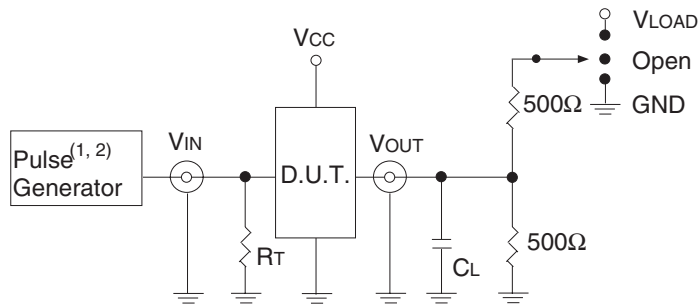 VLOAD
VCC
Open
500Ω
GND
Pulse(1, 2)
Generator
VIN
VOUT
D.U.T.
500Ω
RT
CL